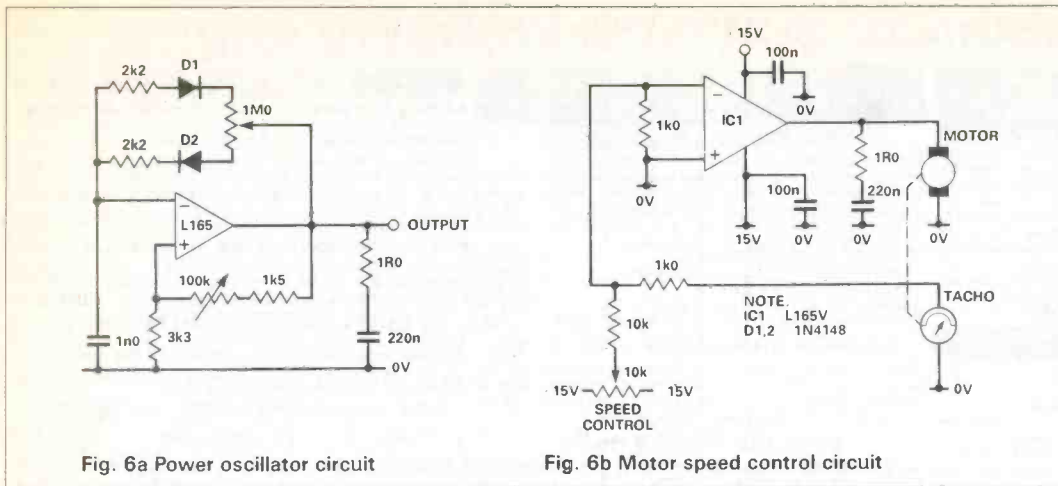 2k2
D1
1M0
D2
2k2
−
L165
+
OUTPUT
100k
1k5
1R0
1n0
3k3
220n
0V
Fig. 6a Power oscillator circuit
15V
100n
0V
−
1k0
IC1
+
MOTOR
1R0
0V
100n
220n
15V
0V
0V
0V
1k0
TACHO
NOTE.
IC1 L165V
D1,2 1N4148
10k
10k
15V
15V
0V
SPEED
CONTROL
Fig. 6b Motor speed control circuit